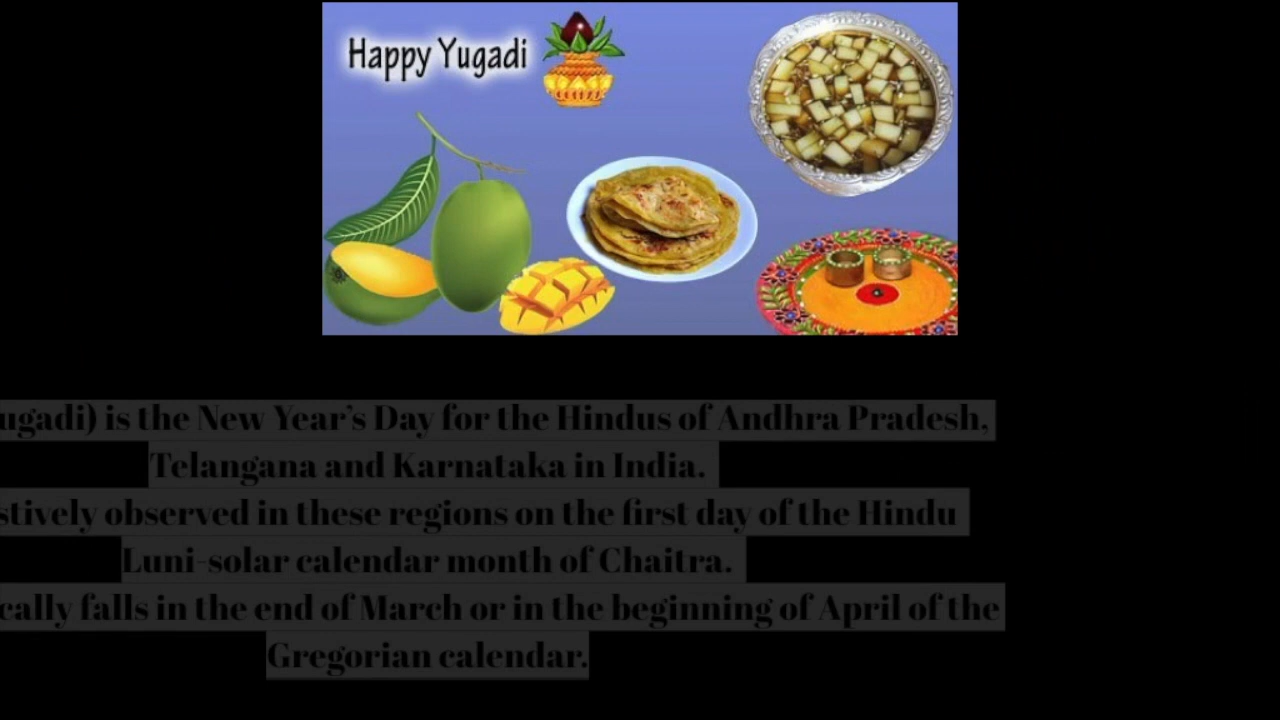 Happy Yugadi
ugadi) is the New Year’s Day for the Hindus of Andhra Pradesh,
Telangana and Karnataka in India.
stively observed in these regions on the first day of the Hindu
Luni-solar calendar month of Chaitra.
cally falls in the end of March or in the beginning of April of the
Gregorian calendar.